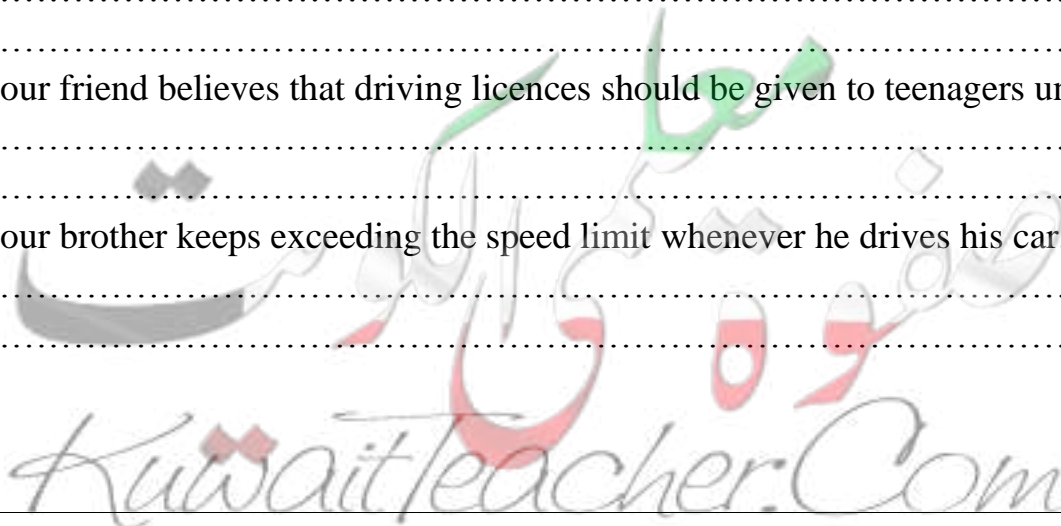 ……………………………………………………………………………
……………………………………………………………………………
our friend believes that driving licences should be given to teenagers
……………………………………………………………………………
……………………………………………………………………………
our brother keeps exceeding the speed limit whenever he drives his car
……………………………………………………………………………
……………………………………………………………………………
KuwaitTeacher.Com